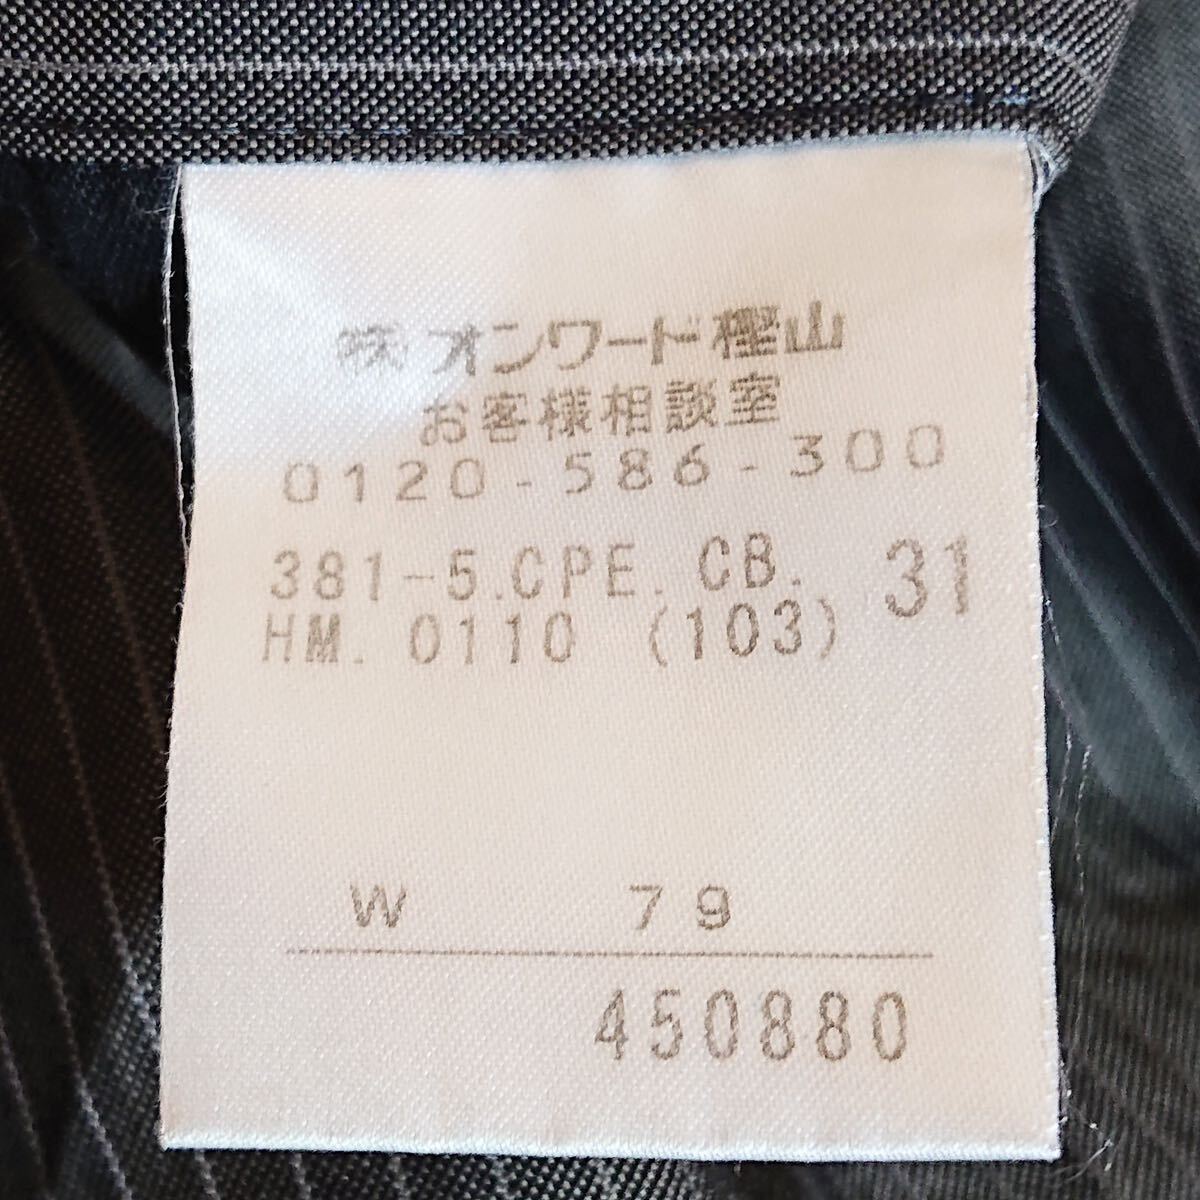 ㈱オンワード樫山
お客様相談室
0120-586-300
381-5.CPE.CB. 31
HM.0110 (103)
W 79
450880